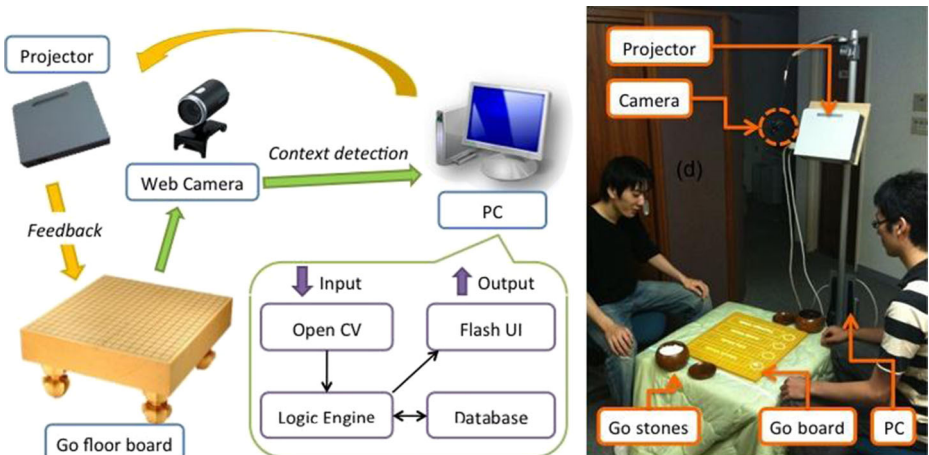 Projector
Web Camera
Context detection
PC
Feedback
Go floor board
Input
Output
Open CV
Flash UI
Logic Engine
Database
Projector
Camera
(d)
Go stones
Go board
PC